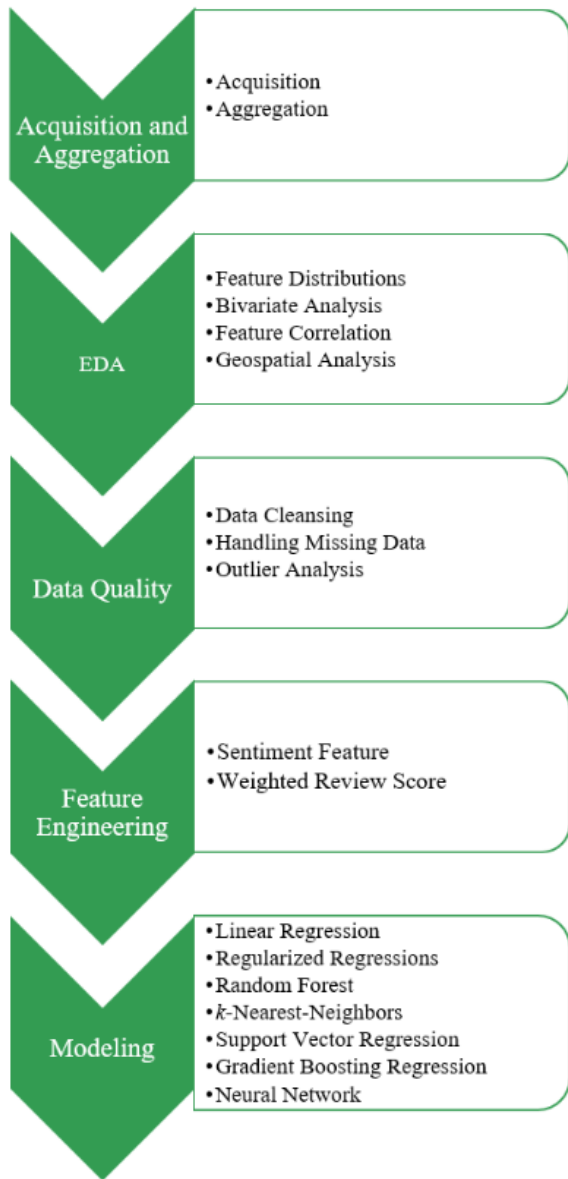 Acquisition and
Aggregation
•Acquisition
•Aggregation
EDA
•Feature Distributions
•Bivariate Analysis
•Feature Correlation
•Geospatial Analysis
Data Quality
•Data Cleansing
•Handling Missing Data
•Outlier Analysis
Feature
Engineering
•Sentiment Feature
•Weighted Review Score
Modeling
•Linear Regression
•Regularized Regressions
•Random Forest
•k-Nearest-Neighbors
•Support Vector Regression
•Gradient Boosting Regression
•Neural Network